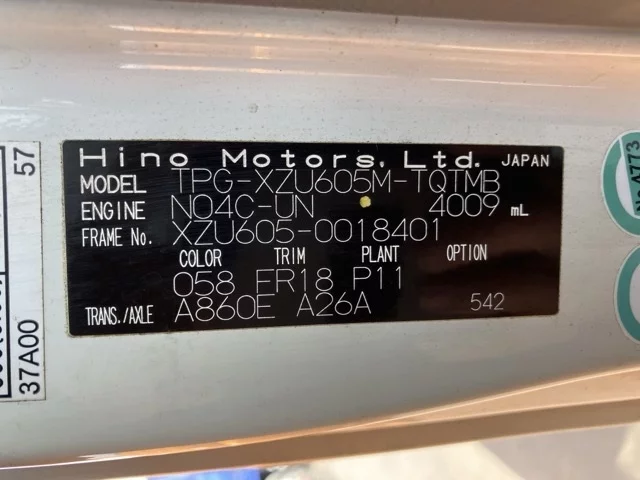 Hino Motors, Ltd. JAPAN
MODEL TPG-XZU605M-TQTMB
ENGINE N04C-UN 4009 mL
FRAME No. XZU605-0018401
COLOR TRIM PLANT OPTION
058 FR18 P11
TRANS./AXLE A860E A26A 542
57
37A00
A773